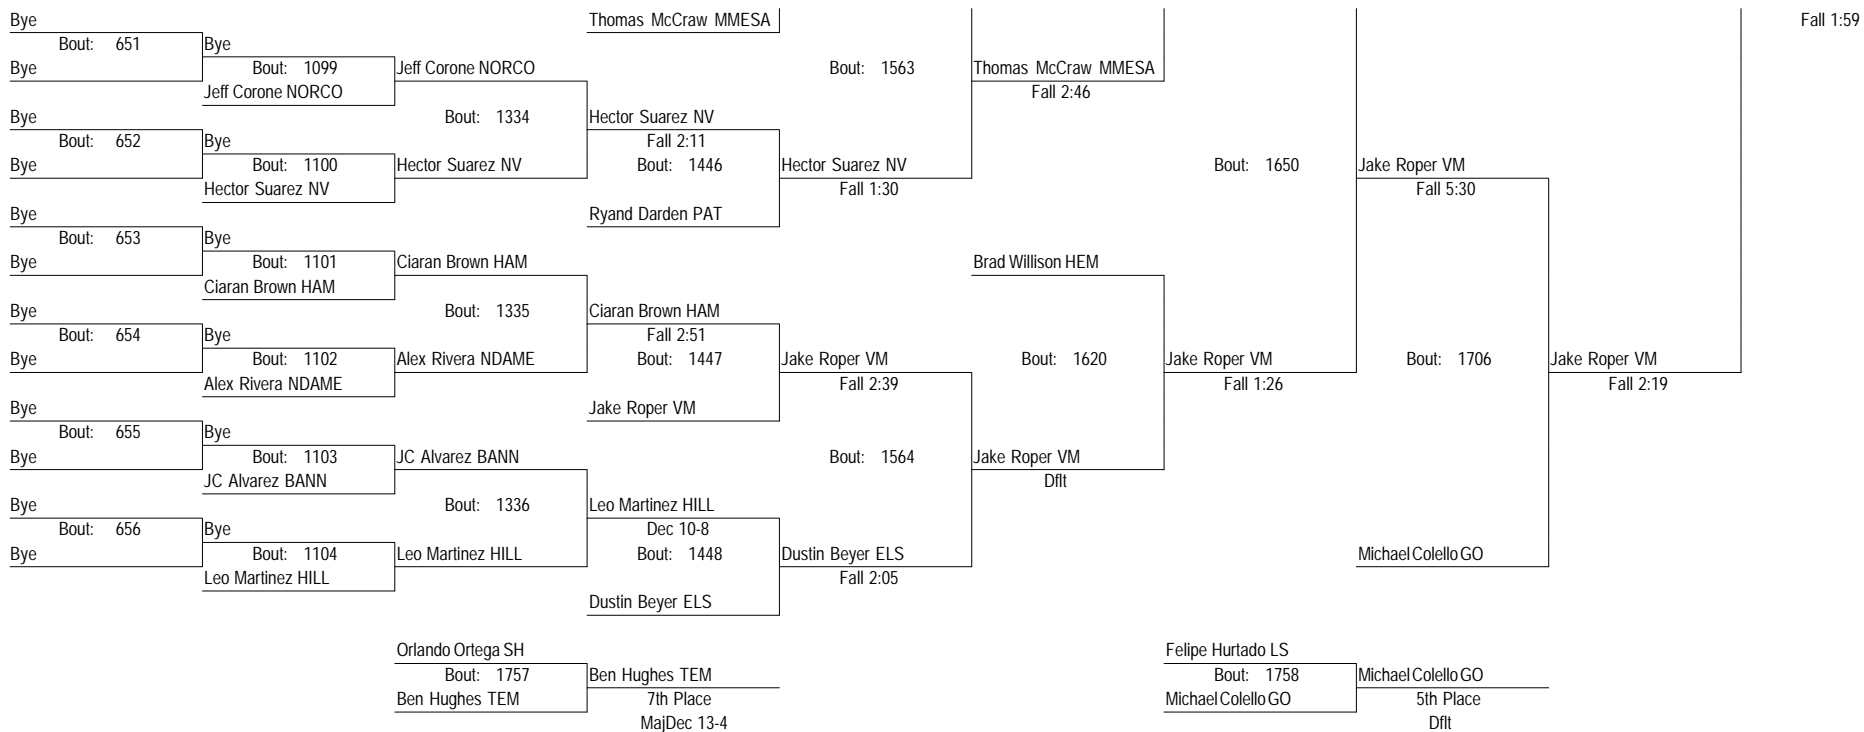 Bye Thomas McCraw MMESA Fall 1:59
Bout: 651 Bye
Bye Bout: 1099 Jeff Corone NORCO Bout: 1563 Thomas McCraw MMESA
Jeff Corone NORCO Fall 2:46
Bye Bout: 1334 Hector Suarez NV
Bout: 652 Bye Fall 2:11
Bye Bout: 1100 Hector Suarez NV Bout: 1446 Hector Suarez NV Bout: 1650 Jake Roper VM
Hector Suarez NV Fall 1:30 Fall 5:30
Bye Ryand Darden PAT
Bout: 653 Bye
Bye Bout: 1101 Ciaran Brown HAM Brad Willison HEM
Ciaran Brown HAM
Bye Bout: 1335 Ciaran Brown HAM
Bout: 654 Bye Fall 2:51
Bye Bout: 1102 Alex Rivera NDAME Bout: 1447 Jake Roper VM Bout: 1620 Jake Roper VM Bout: 1706 Jake Roper VM
Alex Rivera NDAME Fall 2:39 Fall 1:26 Fall 2:19
Bye Jake Roper VM
Bout: 655 Bye
Bye Bout: 1103 JC Alvarez BANN Bout: 1564 Jake Roper VM
JC Alvarez BANN Dflt
Bye Bout: 1336 Leo Martinez HILL
Bout: 656 Bye Dec 10-8
Bye Bout: 1104 Leo Martinez HILL Bout: 1448 Dustin Beyer ELS Michael Colello GO
Leo Martinez HILL Fall 2:05
Dustin Beyer ELS
Orlando Ortega SH Felipe Hurtado LS
Bout: 1757 Ben Hughes TEM Bout: 1758 Michael Colello GO
Ben Hughes TEM 7th Place Michael Colello GO 5th Place
MajDec 13-4 Dflt